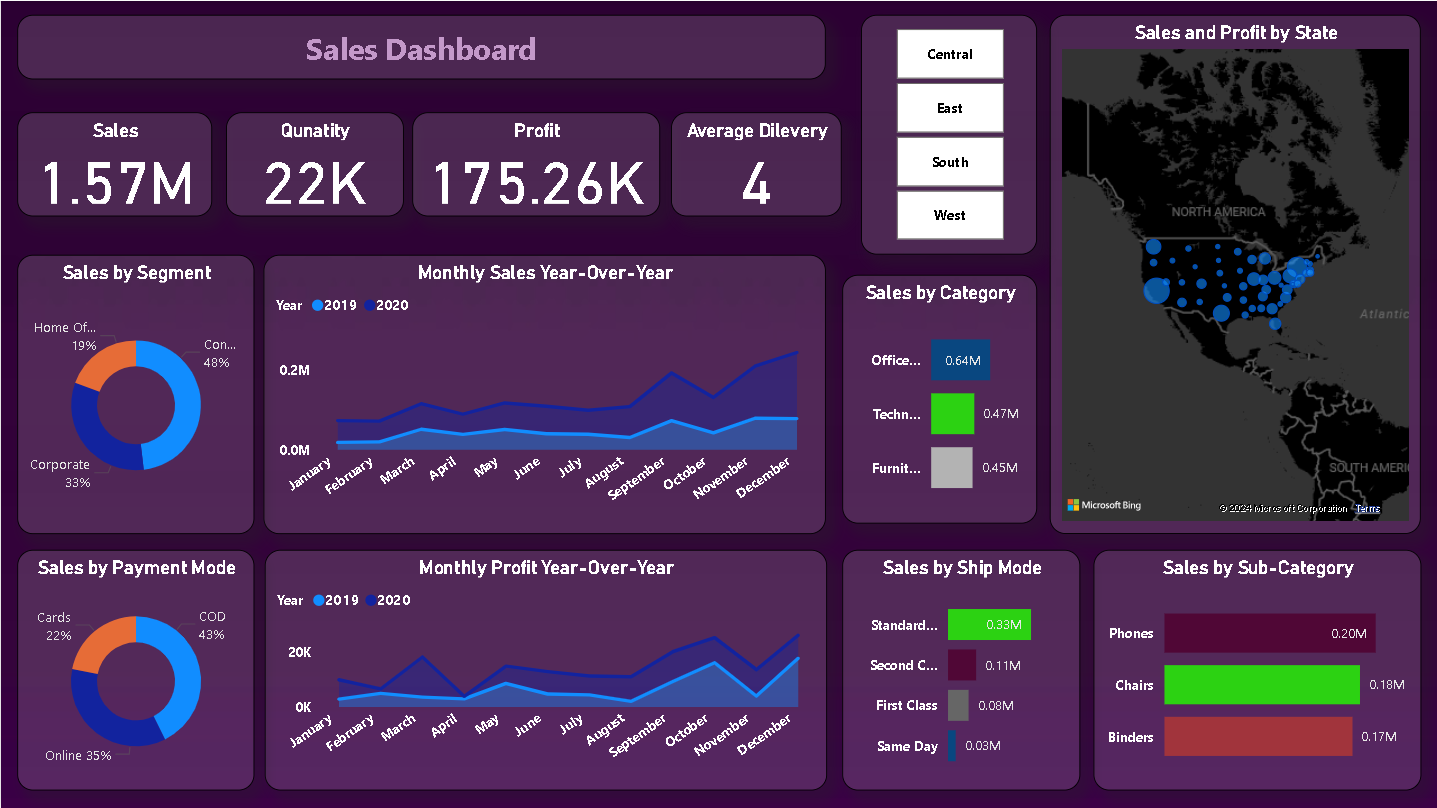 Sales Dashboard
Sales
1.57M
Qunatity
22K
Profit
175.26K
Average Dilevery
4
Central
East
South
West
Sales and Profit by State
NORTH AMERICA
Atlantic
SOUTH AMERIC
Microsoft Bing
© 2024 Microsoft Corporation Terms
Sales by Segment
Home Of...
19%
Con...
48%
Corporate
33%
Monthly Sales Year-Over-Year
Year 2019 2020
0.2M
0.0M
January
February
March
April
May
June
July
August
September
October
November
December
Sales by Category
Office... 0.64M
Techn... 0.47M
Furnit... 0.45M
Sales by Payment Mode
Cards
22%
COD
43%
Online 35%
Monthly Profit Year-Over-Year
Year 2019 2020
20K
0K
January
February
March
April
May
June
July
August
September
October
November
December
Sales by Ship Mode
Standard... 0.33M
Second C... 0.11M
First Class 0.08M
Same Day 0.03M
Sales by Sub-Category
Phones 0.20M
Chairs 0.18M
Binders 0.17M